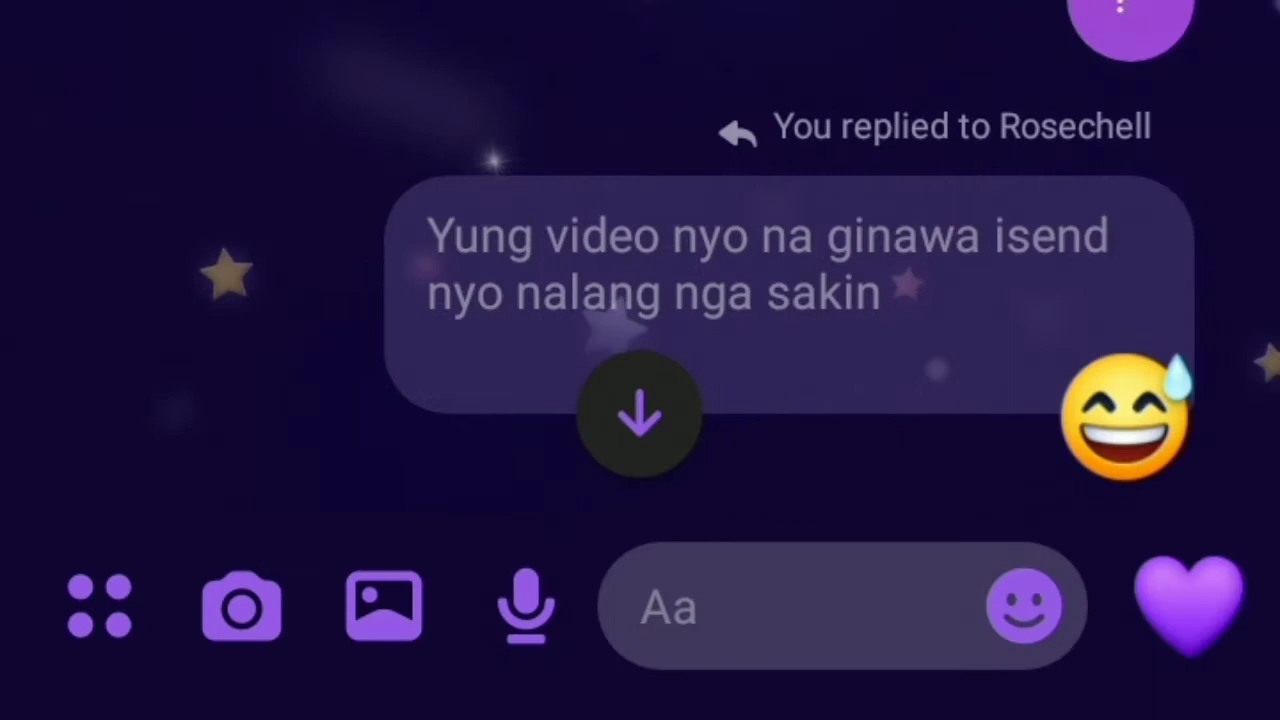 You replied to Rosechell
Yung video nyo na ginawa isend
nyo nalang nga sakin
Aa